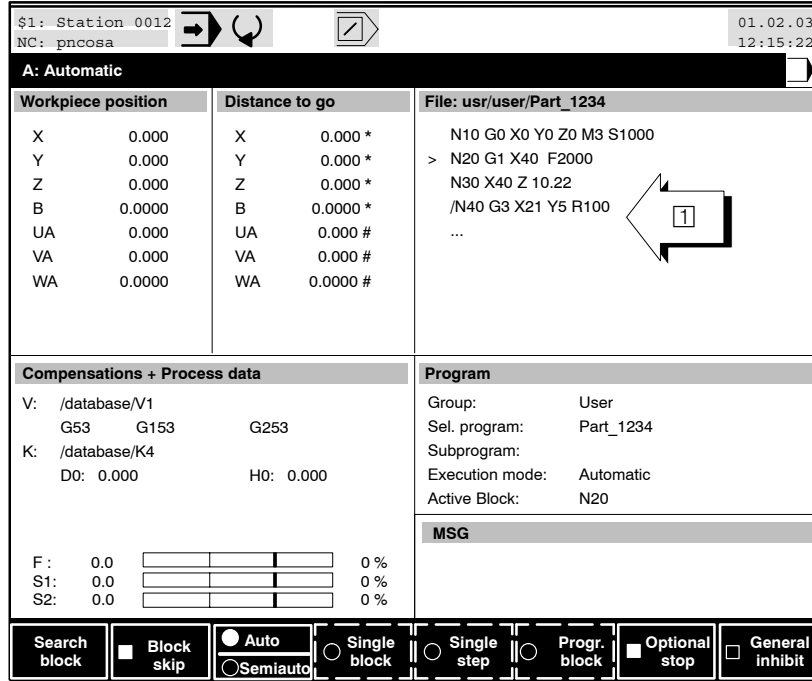 $1: Station 0012
NC: pncosa
01.02.03
12:15:22
A: Automatic
Workpiece position
X 0.000
Y 0.000
Z 0.000
B 0.0000
UA 0.000
VA 0.000
WA 0.0000
Distance to go
X 0.000 *
Y 0.000 *
Z 0.000 *
B 0.0000 *
UA 0.000 #
VA 0.000 #
WA 0.0000 #
File: usr/user/Part_1234
N10 G0 X0 Y0 Z0 M3 S1000
> N20 G1 X40 F2000
N30 X40 Z 10.22
/N40 G3 X21 Y5 R100
...
1
Compensations + Process data
V: /database/V1
G53 G153 G253
K: /database/K4
D0: 0.000 H0: 0.000
F : 0.0 0 %
S1: 0.0 0 %
S2: 0.0 0 %
Program
Group: User
Sel. program: Part_1234
Subprogram:
Execution mode: Automatic
Active Block: N20
MSG
Search
block
Block
skip
Auto
Semiauto
Single
block
Single
step
Progr.
block
Optional
stop
General
inhibit